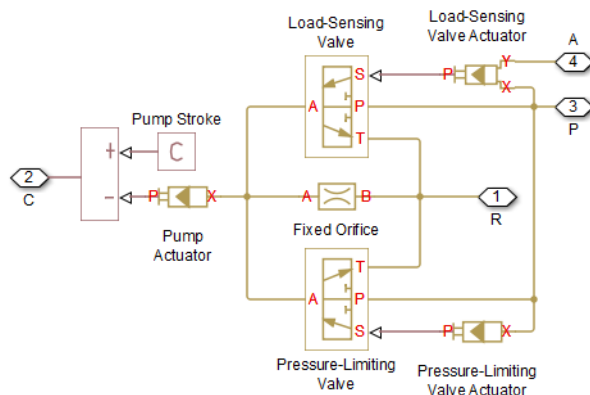 Load-Sensing
Valve
Load-Sensing
Valve Actuator
A
S
P
Y
4
X
A
P
3
P
T
Pump Stroke
+
C
2
C
-
P
X
A
B
1
R
Fixed Orifice
Pump
Actuator
T
A
P
S
P
X
Pressure-Limiting
Valve
Pressure-Limiting
Valve Actuator